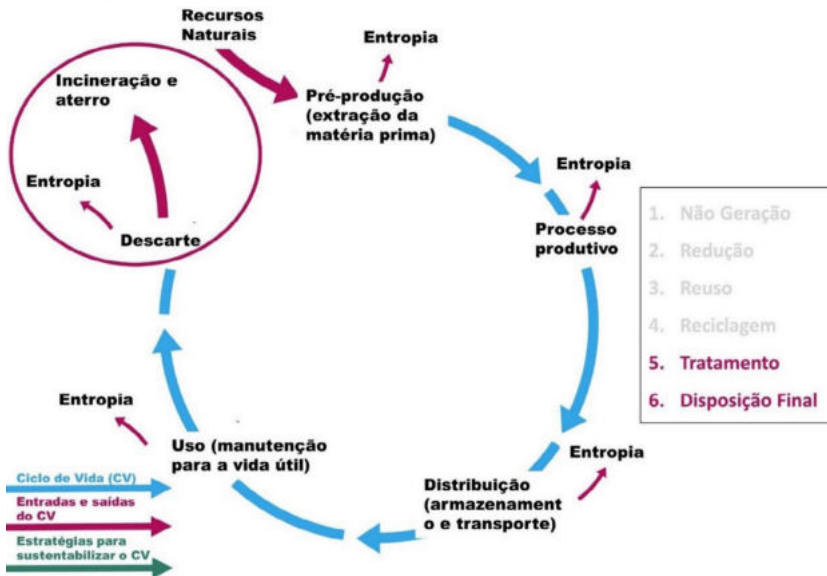 Recursos
Naturais
Entropia
Incineração e
aterro
Pré-produção
(extração da
matéria prima)
Entropia
Entropia
Descarte
Processo
produtivo
1. Não Geração
2. Redução
3. Reuso
4. Reciclagem
5. Tratamento
6. Disposição Final
Entropia
Uso (manutenção
para a vida útil)
Entropia
Distribuição
(armazenament
o e transporte)
Ciclo de Vida (CV)
Entradas e saídas
do CV
Estratégias para
sustentabilizar o CV